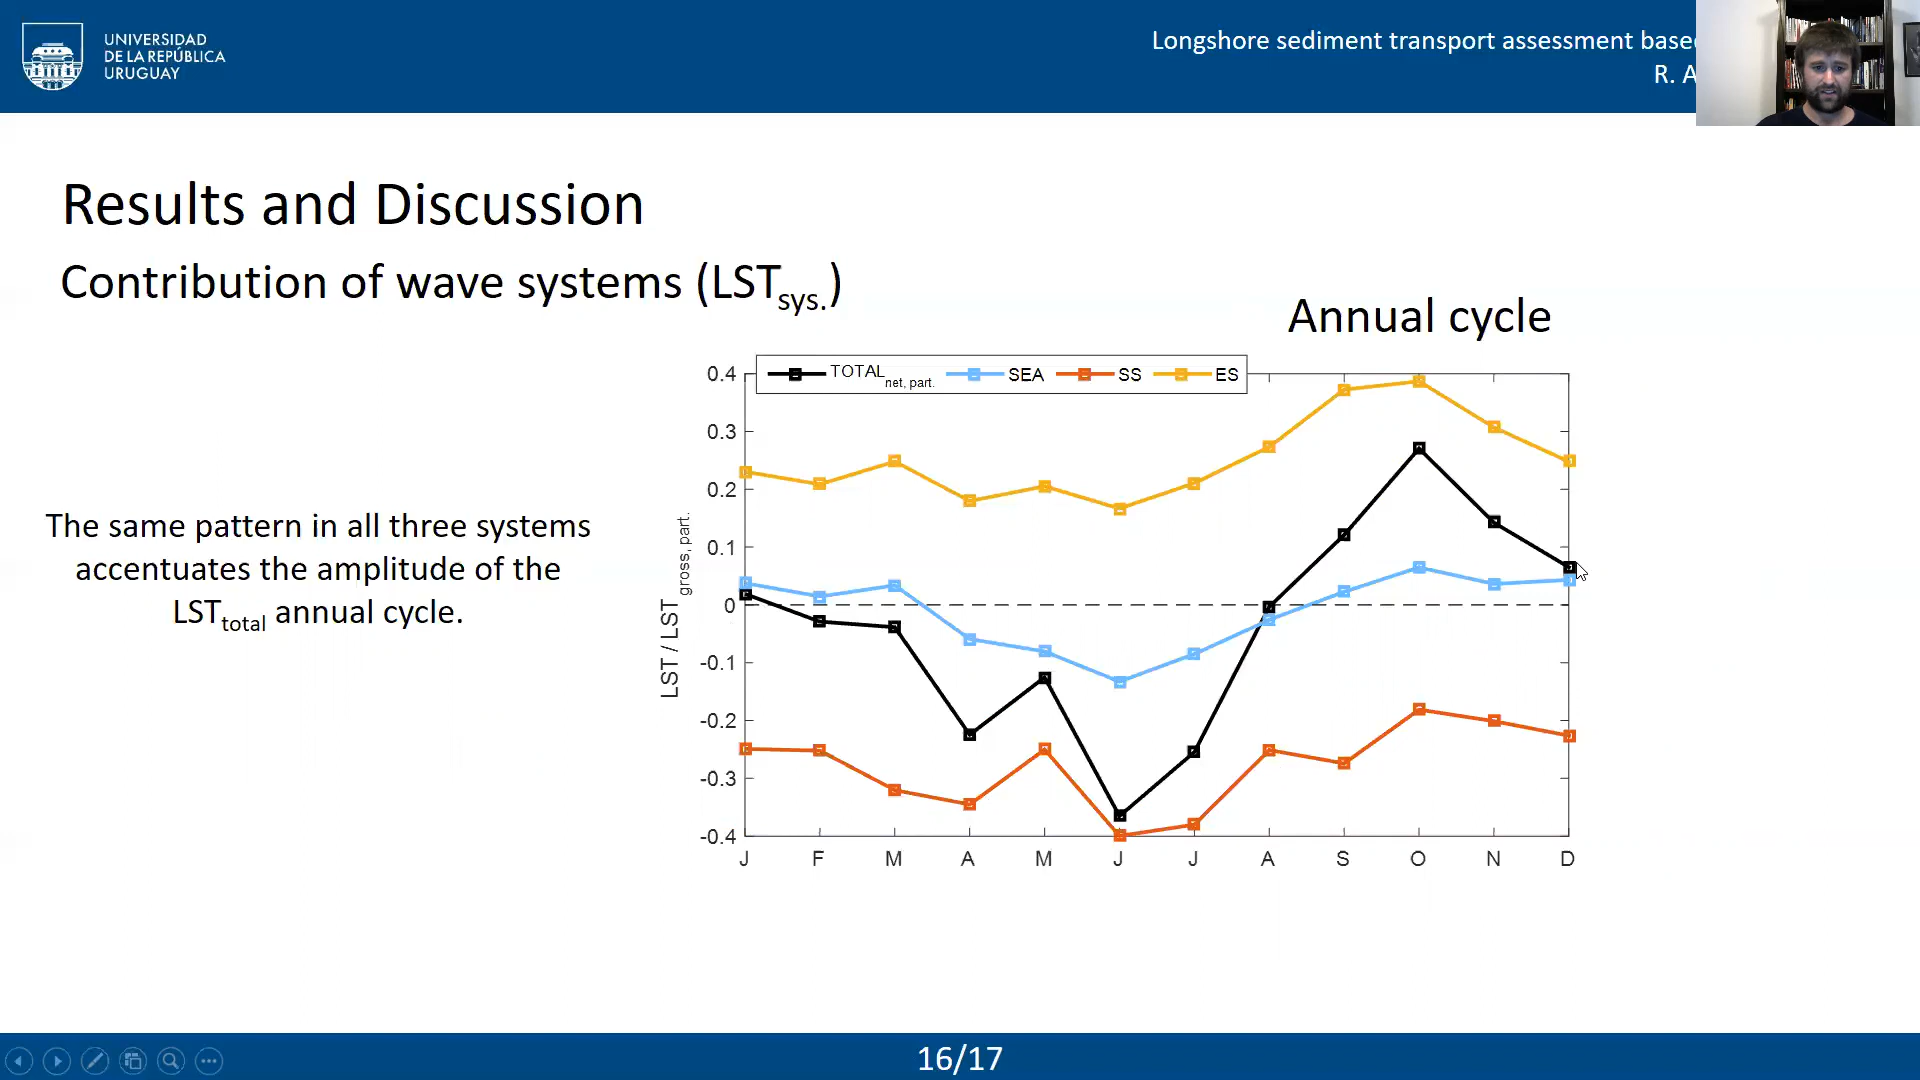 UNIVERSIDAD
DE LA REPÚBLICA
URUGUAY
Longshore sediment transport assessment
R. A
Results and Discussion
Contribution of wave systems (LSTsys.)
Annual cycle
The same pattern in all three systems
accentuates the amplitude of the
LSTtotal annual cycle.
TOTALnet, part. SEA SS ES
0.4
0.3
0.2
0.1
0
-0.1
-0.2
-0.3
-0.4
LST / LSTgross, part.
J F M A M J J A S O N D
16/17